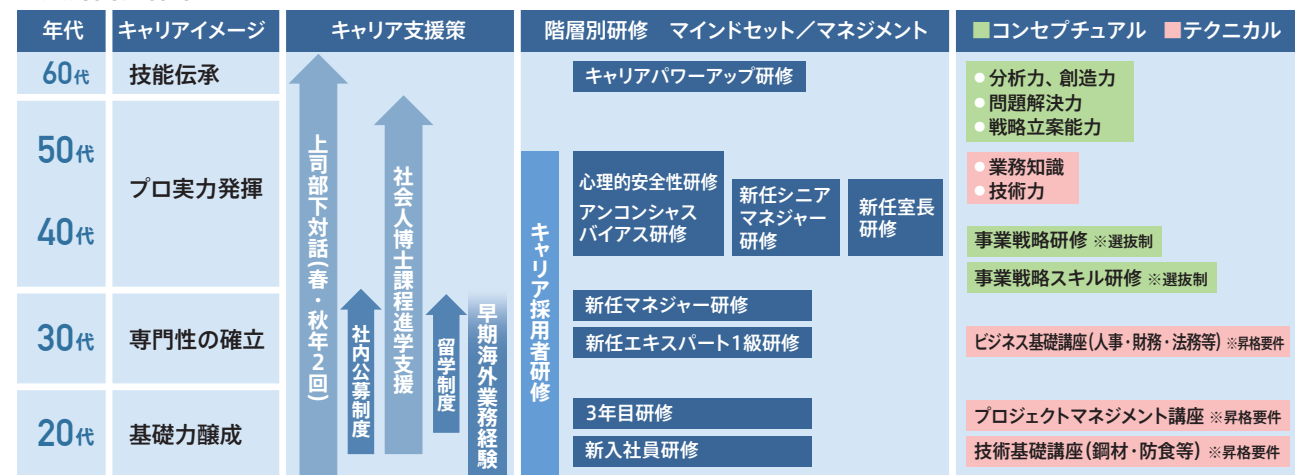 年代
キャリアイメージ
キャリア支援策
階層別研修　マインドセット／マネジメント
■コンセプチュアル　■テクニカル
60代
技能伝承
50代
40代
プロ実力発揮
30代
専門性の確立
20代
基礎力醸成
上司部下対話(春・秋年2回)
社内公募制度
社会人博士課程進学支援
留学制度
早期海外業務経験
キャリア採用者研修
キャリアパワーアップ研修
心理的安全性研修
アンコンシャス
バイアス研修
新任シニア
マネジャー
研修
新任室長
研修
新任マネジャー研修
新任エキスパート1級研修
3年目研修
新入社員研修
●分析力、創造力
●問題解決力
●戦略立案能力
●業務知識
●技術力
事業戦略研修 ※選抜制
事業戦略スキル研修 ※選抜制
ビジネス基礎講座(人事・財務・法務等) ※昇格要件
プロジェクトマネジメント講座 ※昇格要件
技術基礎講座(鋼材・防食等) ※昇格要件